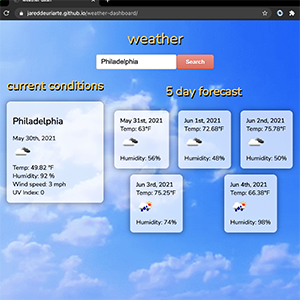 jareddeuriarte.github.io/weather-dashboard/
weather
Philadelphia
Search
current conditions
5 day forecast
Philadelphia
May 30th, 2021
Temp: 49.82 °F
Humidity: 92 %
Wind speed: 3 mph
UV Index: 0
May 31st, 2021
Temp: 63°F
Humidity: 56%
Jun 1st, 2021
Temp: 72.68°F
Humidity: 48%
Jun 2nd, 2021
Temp: 75.78°F
Humidity: 50%
Jun 3rd, 2021
Temp: 75.25°F
Humidity: 74%
Jun 4th, 2021
Temp: 66.38°F
Humidity: 98%